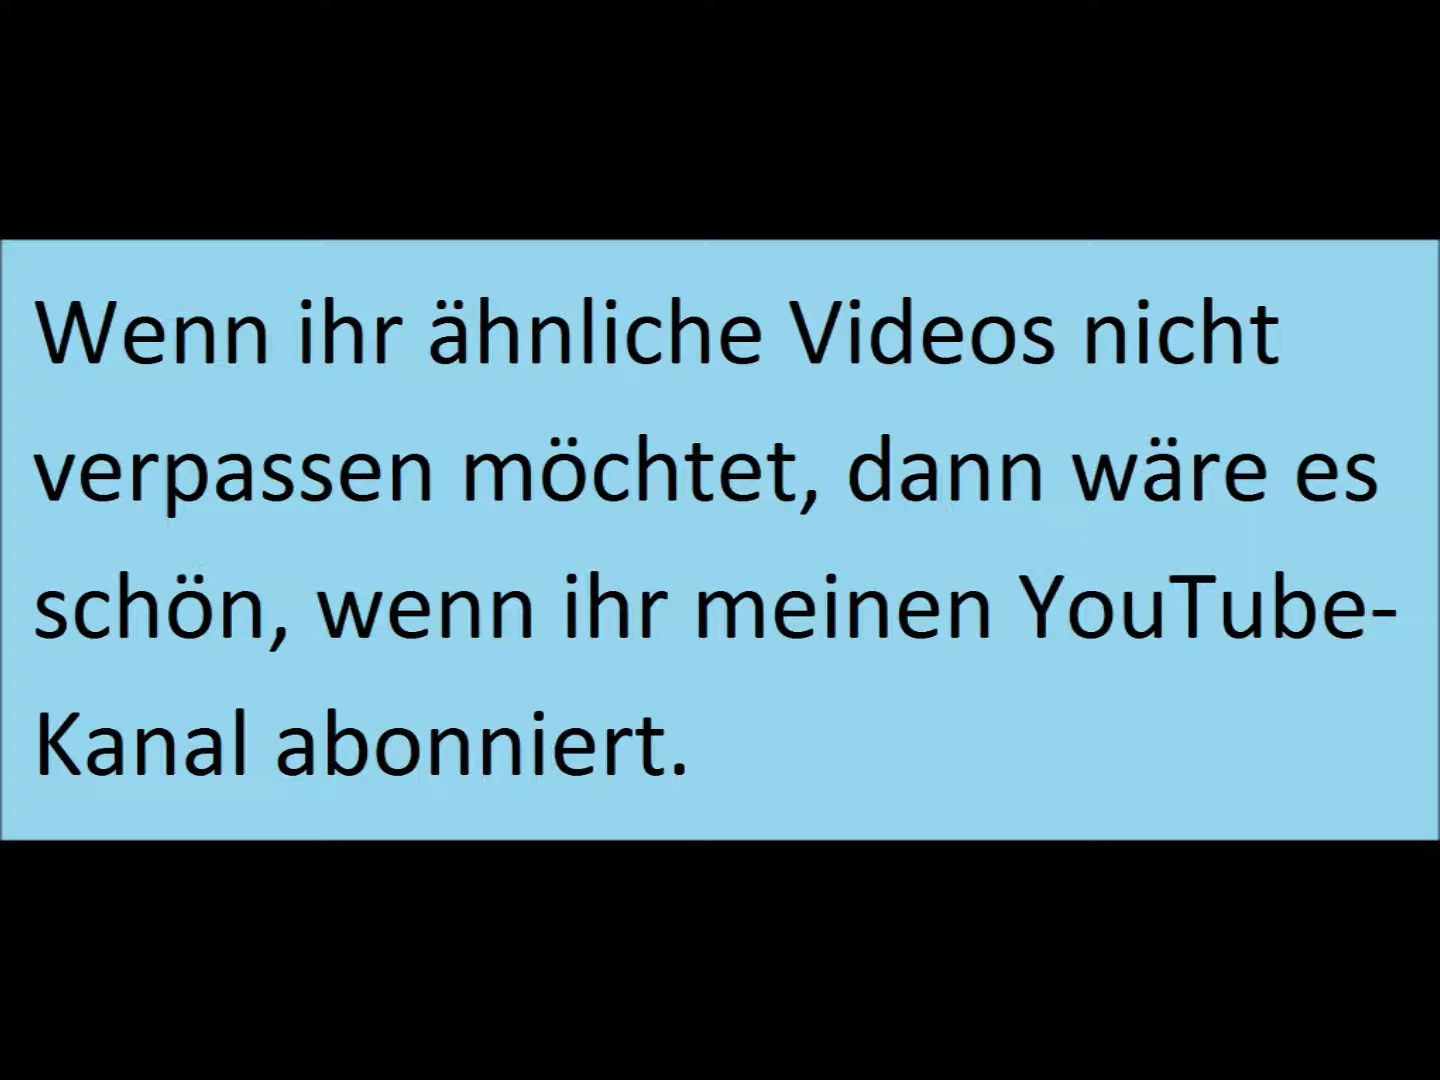 Wenn ihr ähnliche Videos nicht
verpassen möchtet, dann wäre es
schön, wenn ihr meinen YouTube-
Kanal abonniert.